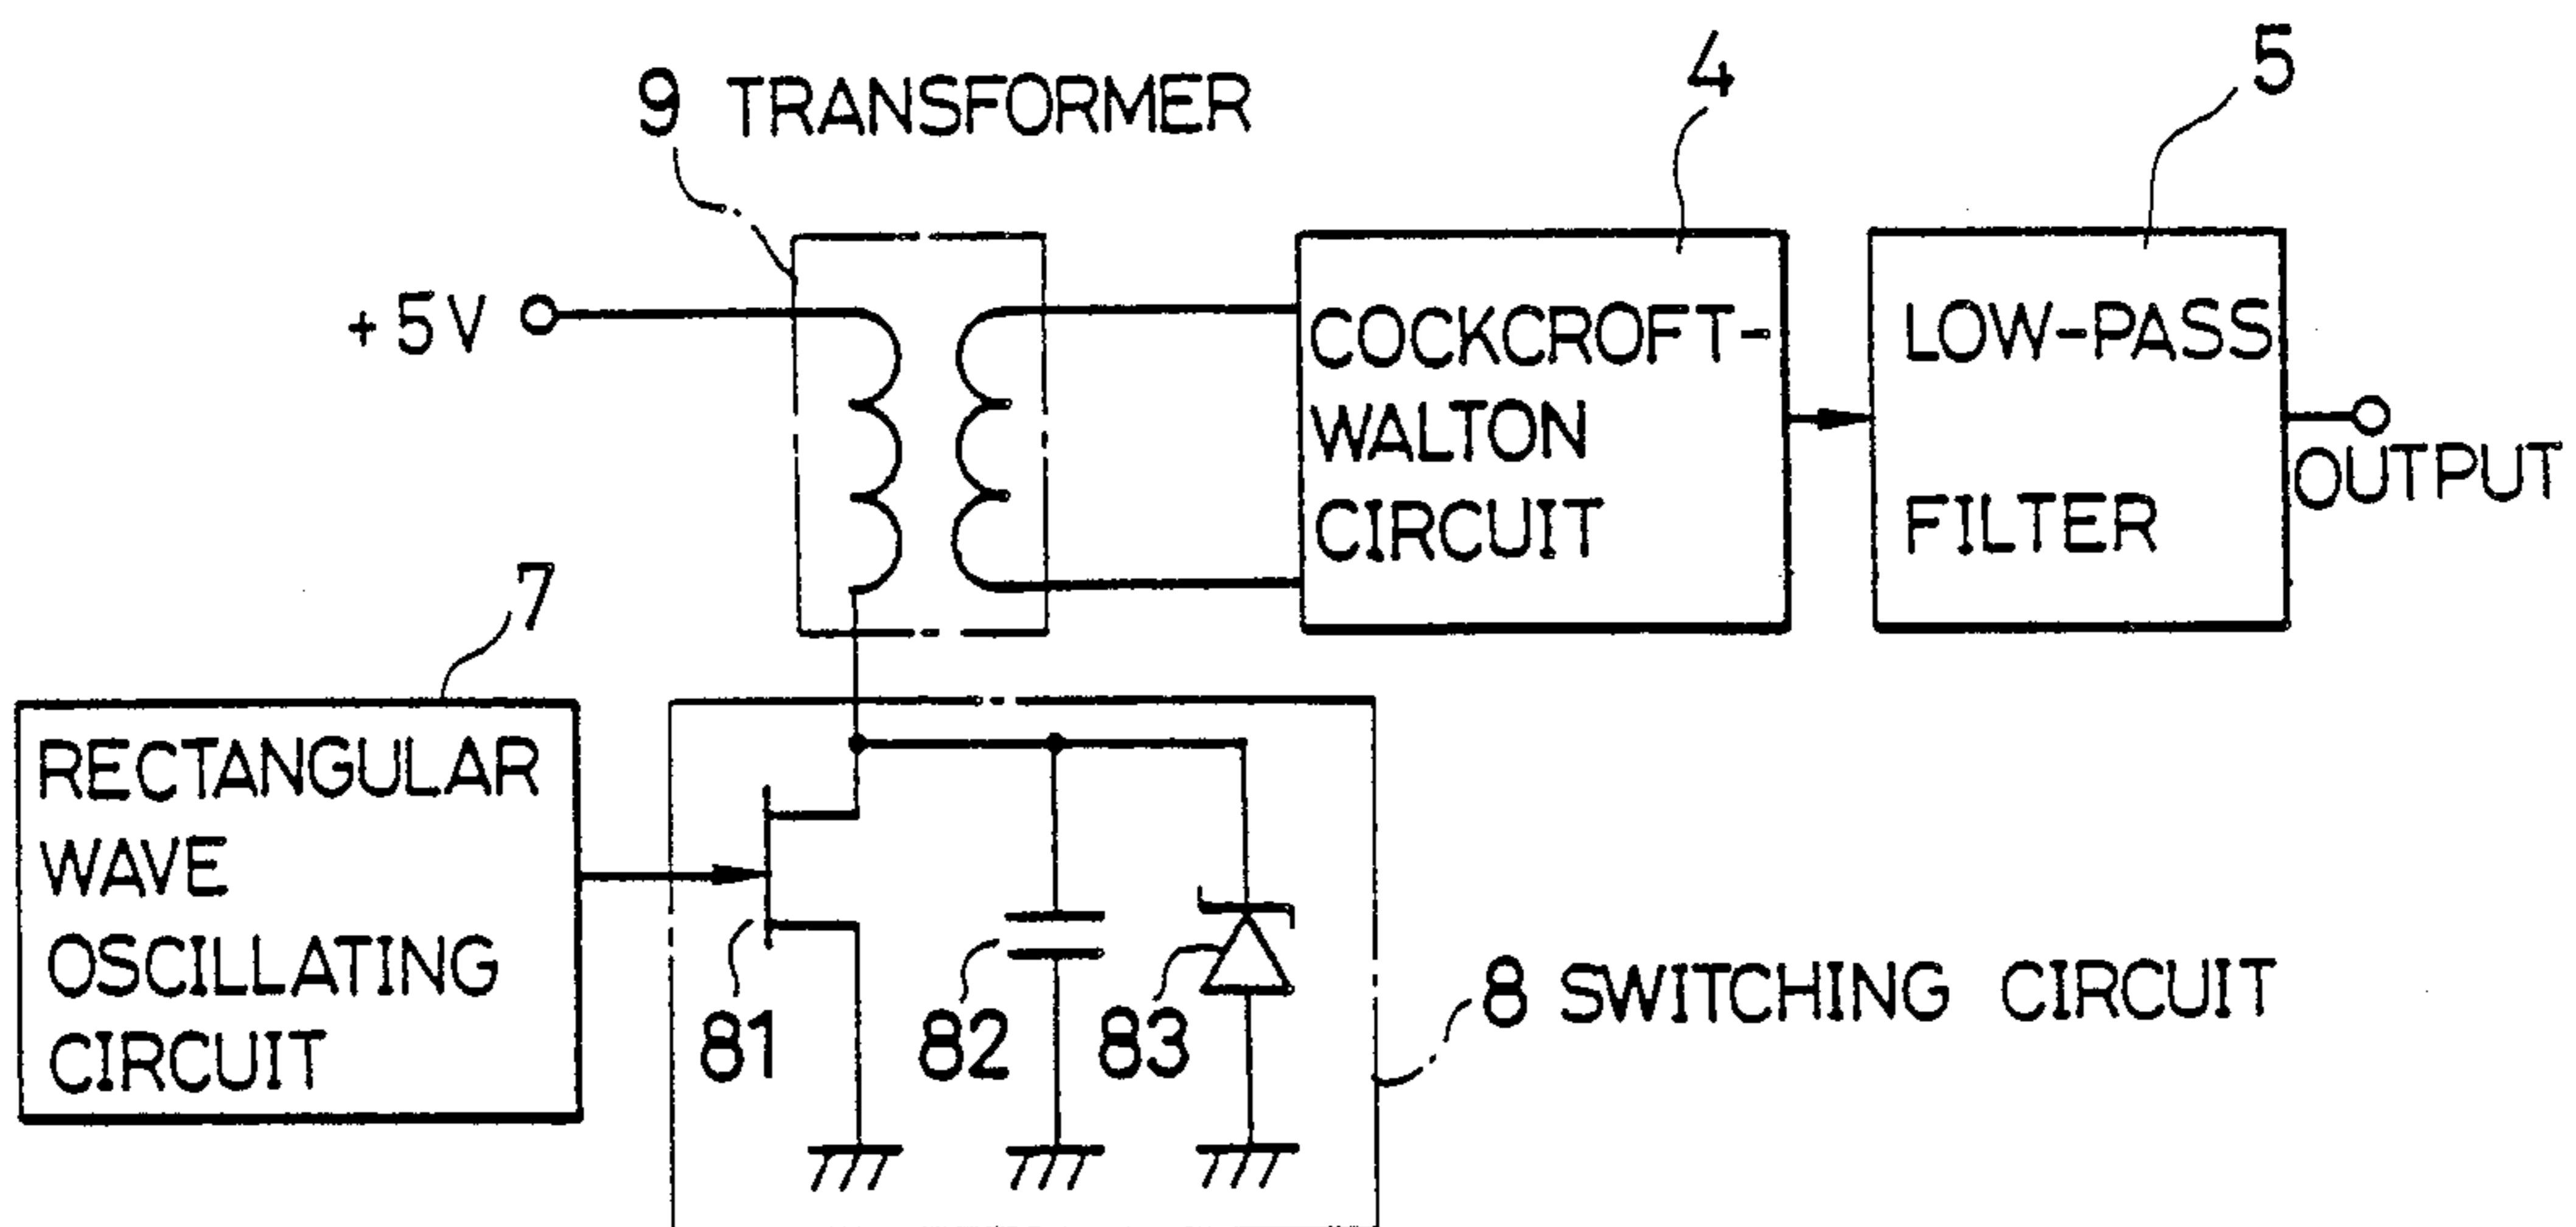 9 TRANSFORMER
4
5
+5V
COCKCROFT-
WALTON
CIRCUIT
LOW-PASS
FILTER
OUTPUT
7
RECTANGULAR
WAVE
OSCILLATING
CIRCUIT
81
82
83
8 SWITCHING CIRCUIT